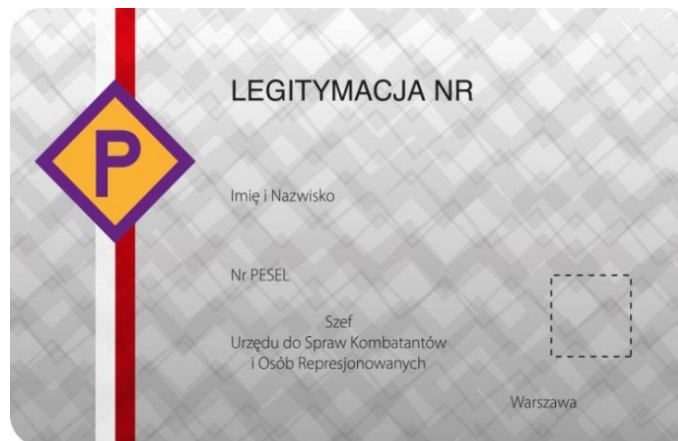 LEGITYMACJA NR
P
Imię i Nazwisko
Nr PESEL
Szef
Urzędu do Spraw Kombatantów
i Osób Represjonowanych
Warszawa